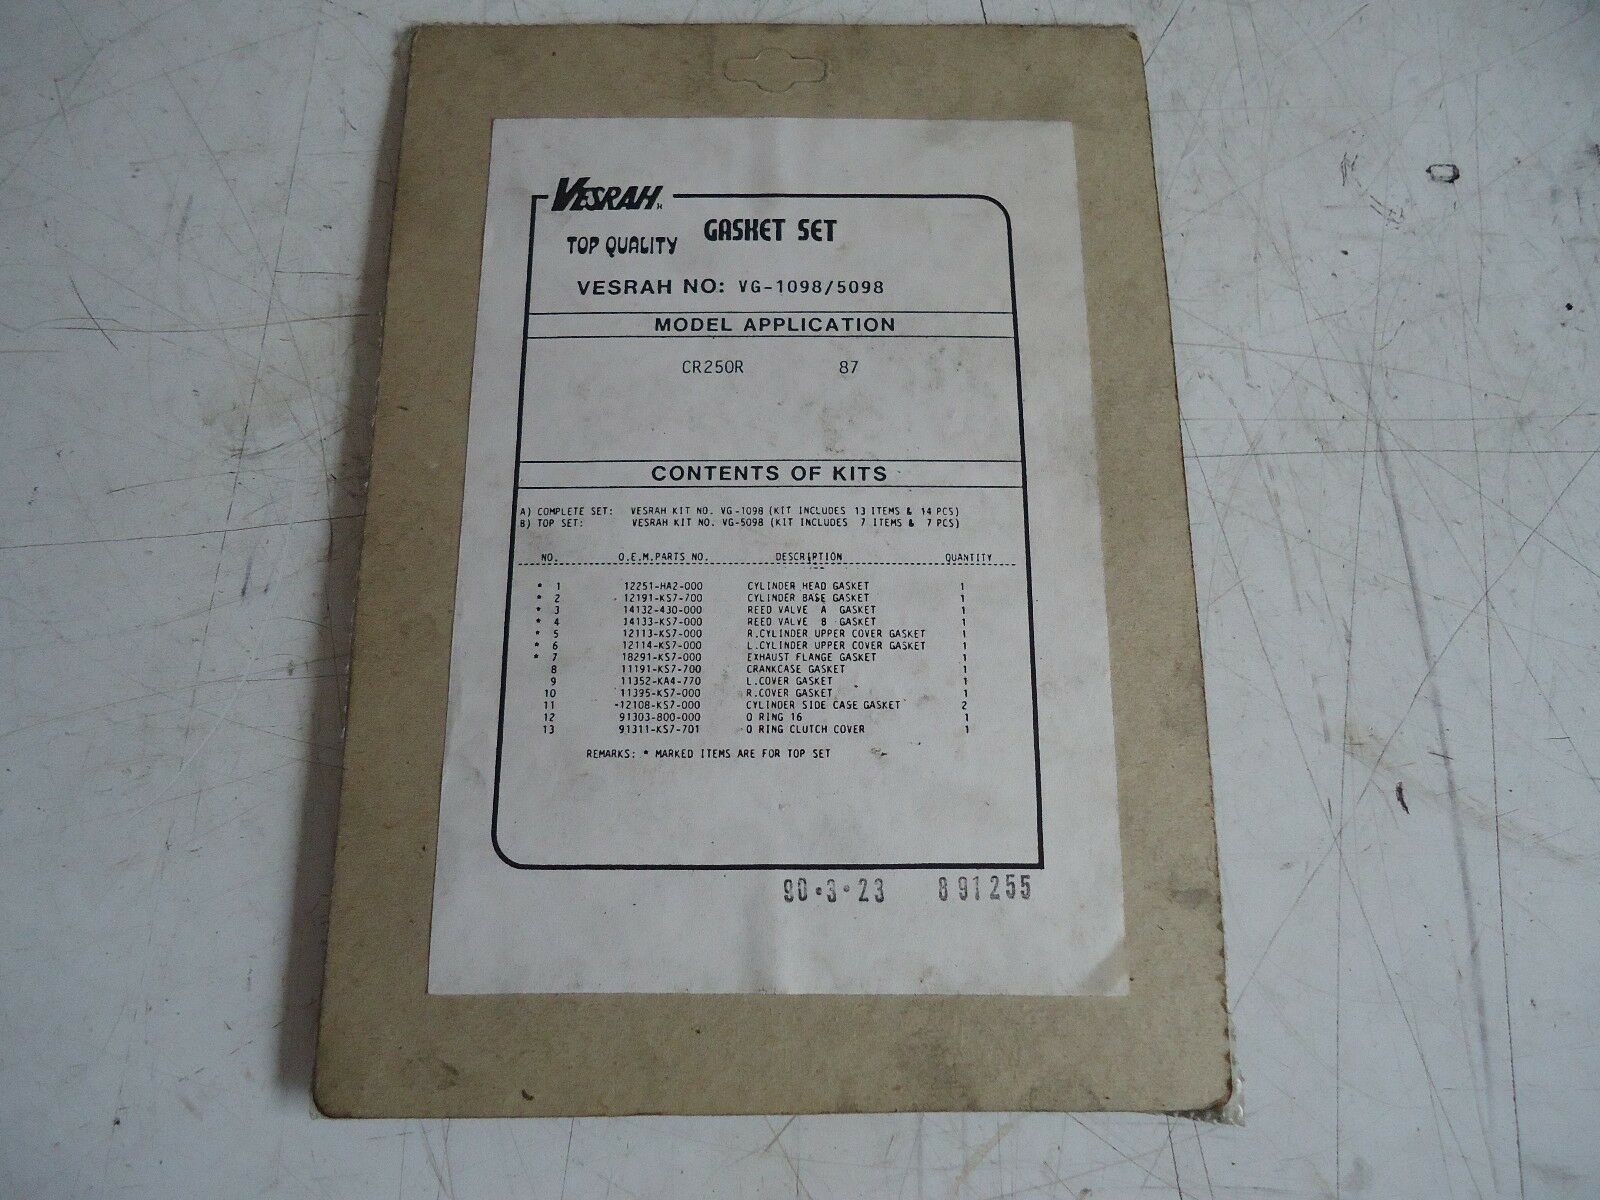 VESRAH
TOP QUALITY GASKET SET
VESRAH NO: VG-1098/5098
MODEL APPLICATION
CR250R 87
CONTENTS OF KITS
A) COMPLETE SET: VESRAH KIT NO. VG-1098 (KIT INCLUDES 13 ITEMS & 14 PCS)
B) TOP SET: VESRAH KIT NO. VG-5098 (KIT INCLUDES 7 ITEMS & 7 PCS)
NO. O.E.M.PARTS NO. DESCRIPTION QUANTITY
* 1 12251-HA2-000 CYLINDER HEAD GASKET 1
* 2 12191-KS7-700 CYLINDER BASE GASKET 1
* 3 14132-430-000 REED VALVE A GASKET 1
* 4 14133-KS7-000 REED VALVE B GASKET 1
* 5 12113-KS7-000 R.CYLINDER UPPER COVER GASKET 1
* 6 12114-KS7-000 L.CYLINDER UPPER COVER GASKET 1
* 7 18291-KS7-000 EXHAUST FLANGE GASKET 1
8 11191-KS7-700 CRANKCASE GASKET 1
9 11352-KA4-770 L.COVER GASKET 1
10 11395-KS7-000 R.COVER GASKET 1
11 12108-KS7-000 CYLINDER SIDE CASE GASKET 2
12 91303-800-000 O RING 16 1
13 91311-KS7-701 O RING CLUTCH COVER 1
REMARKS: * MARKED ITEMS ARE FOR TOP SET
90.3.23 891255